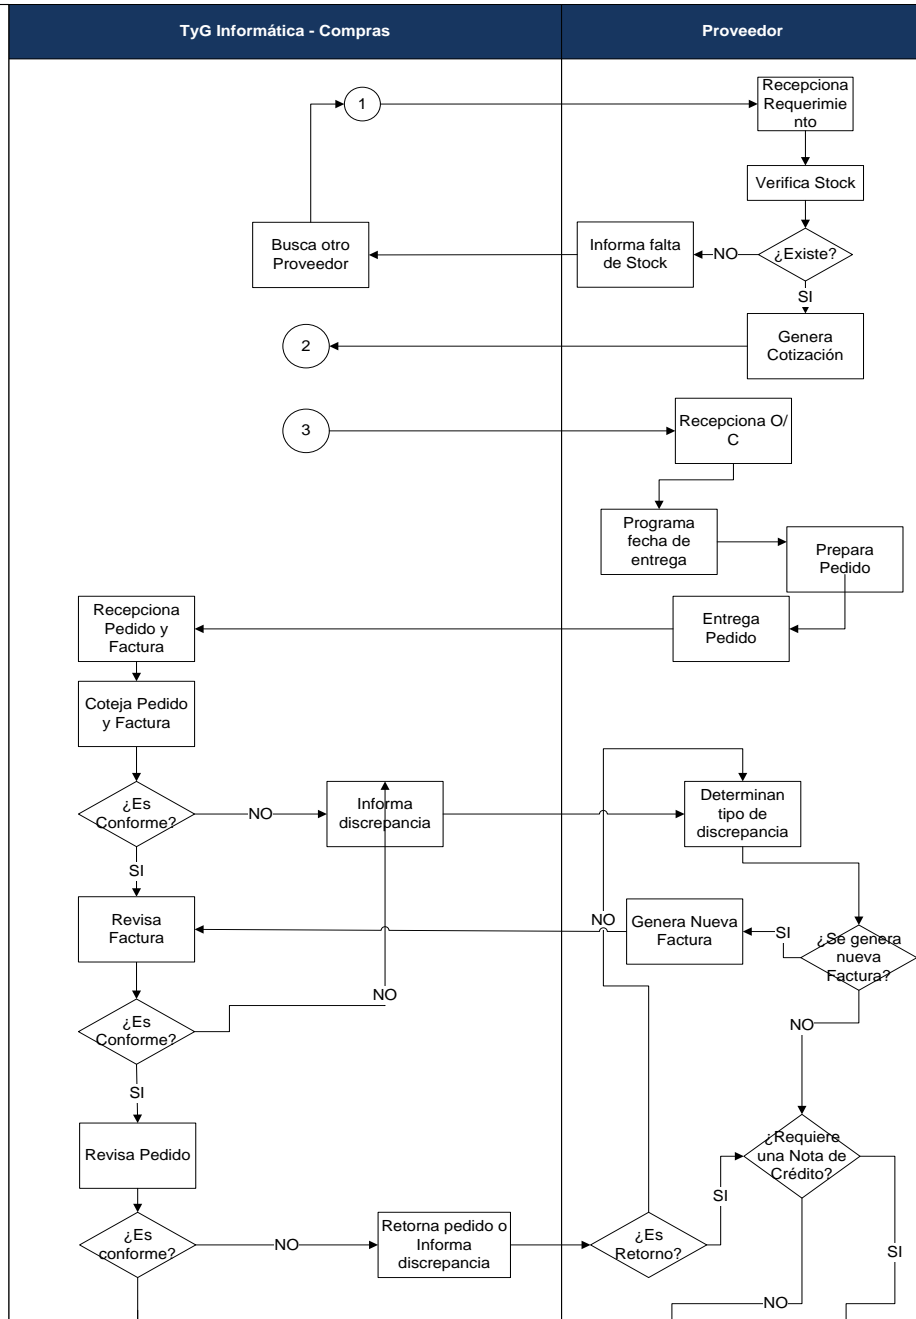 TyG Informática - Compras
Proveedor
1
Recepciona
Requerimie
nto
Verifica Stock
Busca otro
Proveedor
Informa falta
de Stock
NO
¿Existe?
SI
2
Genera
Cotización
3
Recepciona O/
C
Programa
fecha de
entrega
Prepara
Pedido
Recepciona
Pedido y
Factura
Entrega
Pedido
Coteja Pedido
y Factura
¿Es
Conforme?
NO
Informa
discrepancia
Determinan
tipo de
discrepancia
SI
Revisa
Factura
NO
Genera Nueva
Factura
SI
¿Se genera
nueva
Factura?
NO
¿Es
Conforme?
NO
SI
Revisa Pedido
¿Requiere
una Nota de
Crédito?
SI
¿Es
conforme?
NO
Retorna pedido o
Informa
discrepancia
¿Es
Retorno?
SI
NO